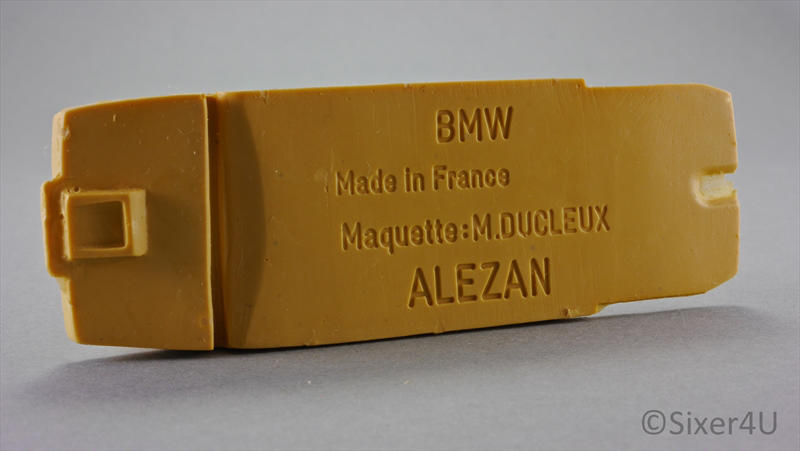 BMW
Made in France
Maquette: M.DUCLEUX
ALEZAN
©Sixer4U